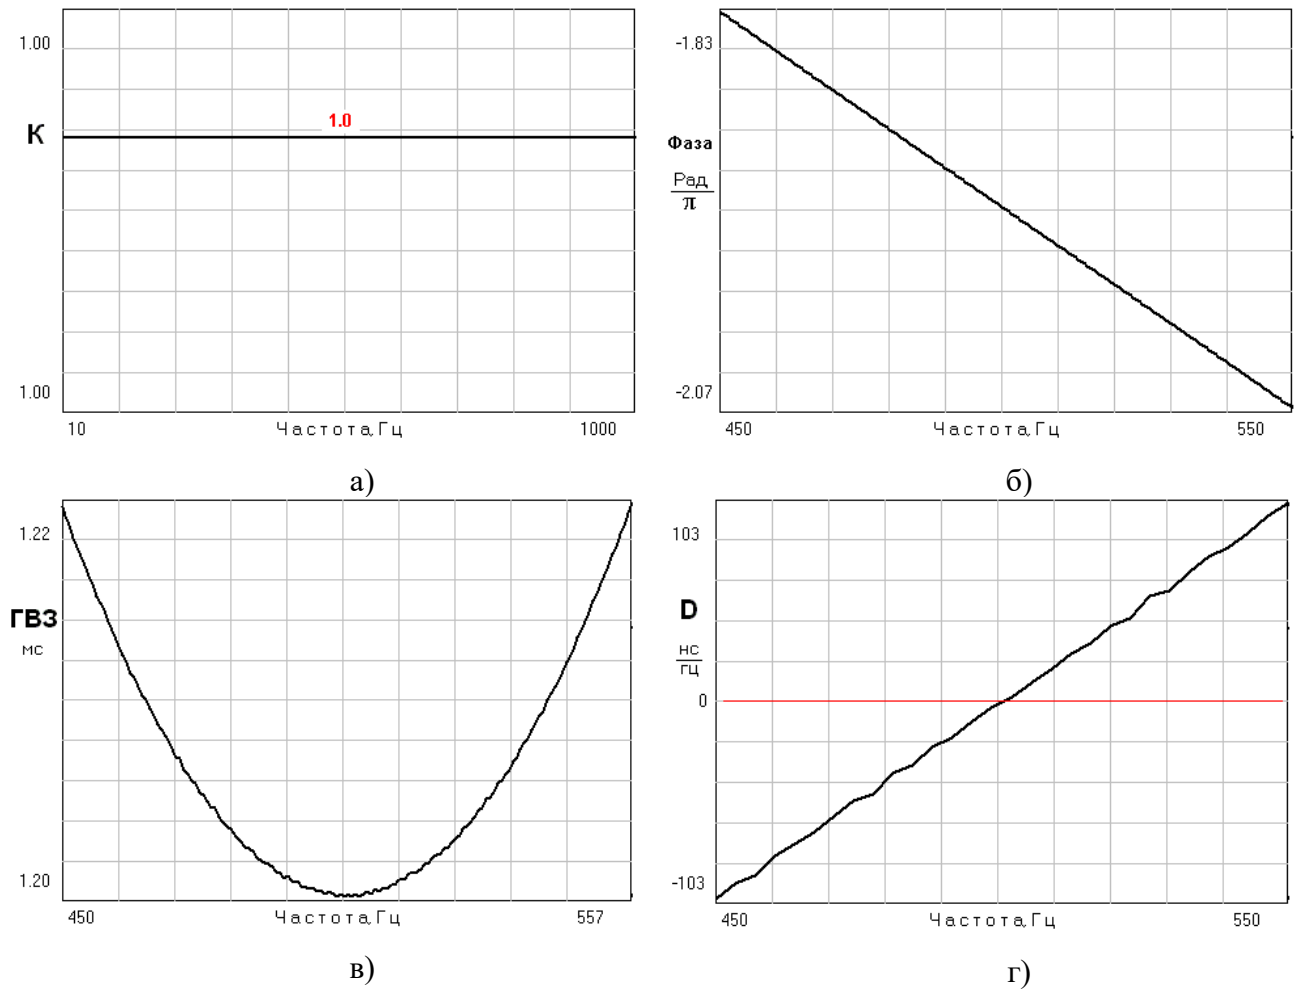 1.00
К
1.0
1.00
10 Частота,Гц 1000
а)
-1.83
Фаза
Рад
π
-2.07
450 Частота,Гц 550
б)
1.22
ГВЗ
мс
1.20
450 Частота,Гц 557
в)
103
D
нс
гц
0
-103
450 Частота,Гц 550
г)